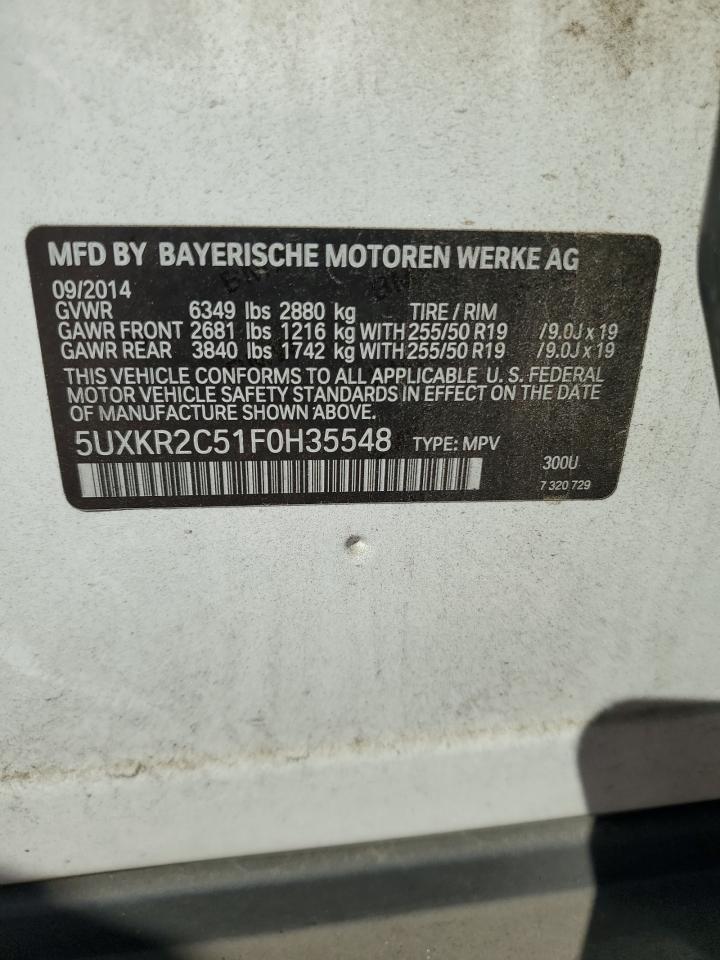 MFD BY BAYERISCHE MOTOREN WERKE AG
09/2014
GVWR 6349 lbs 2880 kg TIRE / RIM
GAWR FRONT 2681 lbs 1216 kg WITH 255/50 R19 /9.0J x 19
GAWR REAR 3840 lbs 1742 kg WITH 255/50 R19 /9.0J x 19
THIS VEHICLE CONFORMS TO ALL APPLICABLE U. S. FEDERAL
MOTOR VEHICLE SAFETY STANDARDS IN EFFECT ON THE DATE
OF MANUFACTURE SHOWN ABOVE.
5UXKR2C51F0H35548 TYPE: MPV
300U
7 320 729